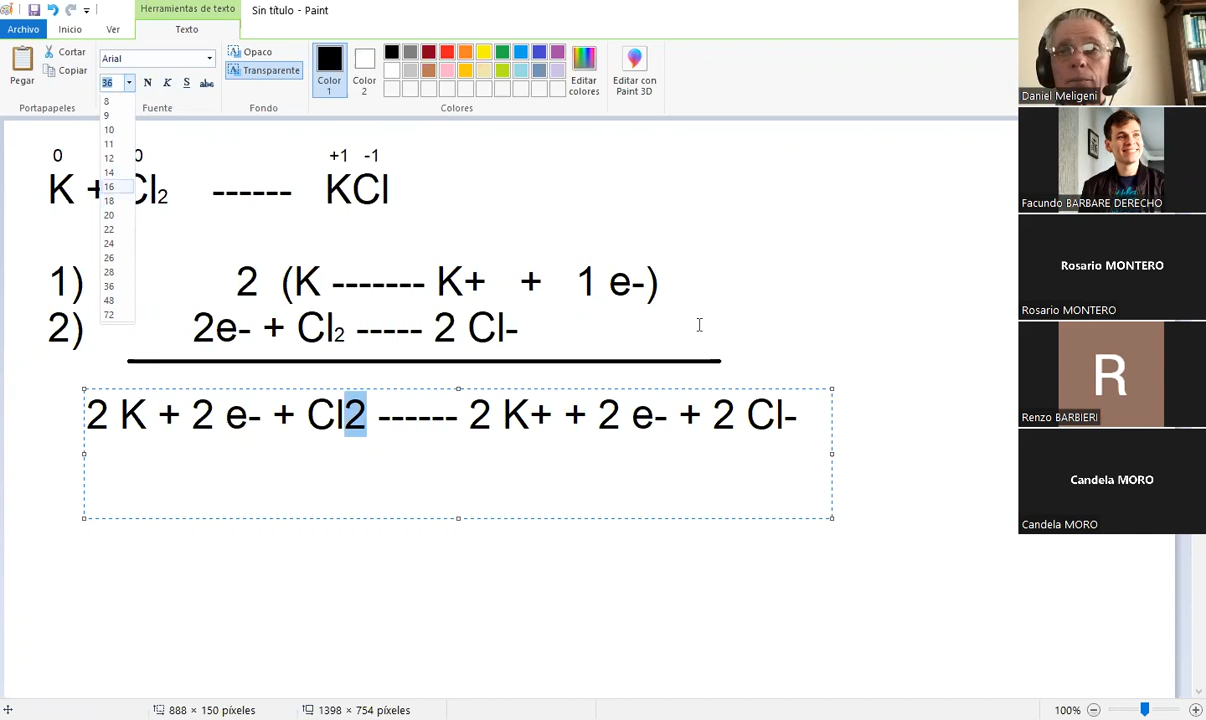 Herramientas de texto
Sin título - Paint
Archivo
Inicio
Ver
Texto
Pegar
Cortar
Copiar
Portapapeles
Arial
36
N K S abc
Fuente
Opaco
Transparente
Fondo
Color 1
Color 2
Colores
Editar colores
Editar con Paint 3D
8
9
10
11
12
14
16
18
20
22
24
26
28
36
48
72
0 0 +1 -1
K + Cl2 ------ KCl
1) 2 (K ------- K+ + 1 e-)
2) 2e- + Cl2 ----- 2 Cl-
2 K + 2 e- + Cl2 ------ 2 K+ + 2 e- + 2 Cl-
Daniel Meligeni
Facundo BARBARE DERECHO
Rosario MONTERO
Rosario MONTERO
R
Renzo BARBIERI
Candela MORO
Candela MORO
888 × 150 píxeles
1398 × 754 píxeles
100%